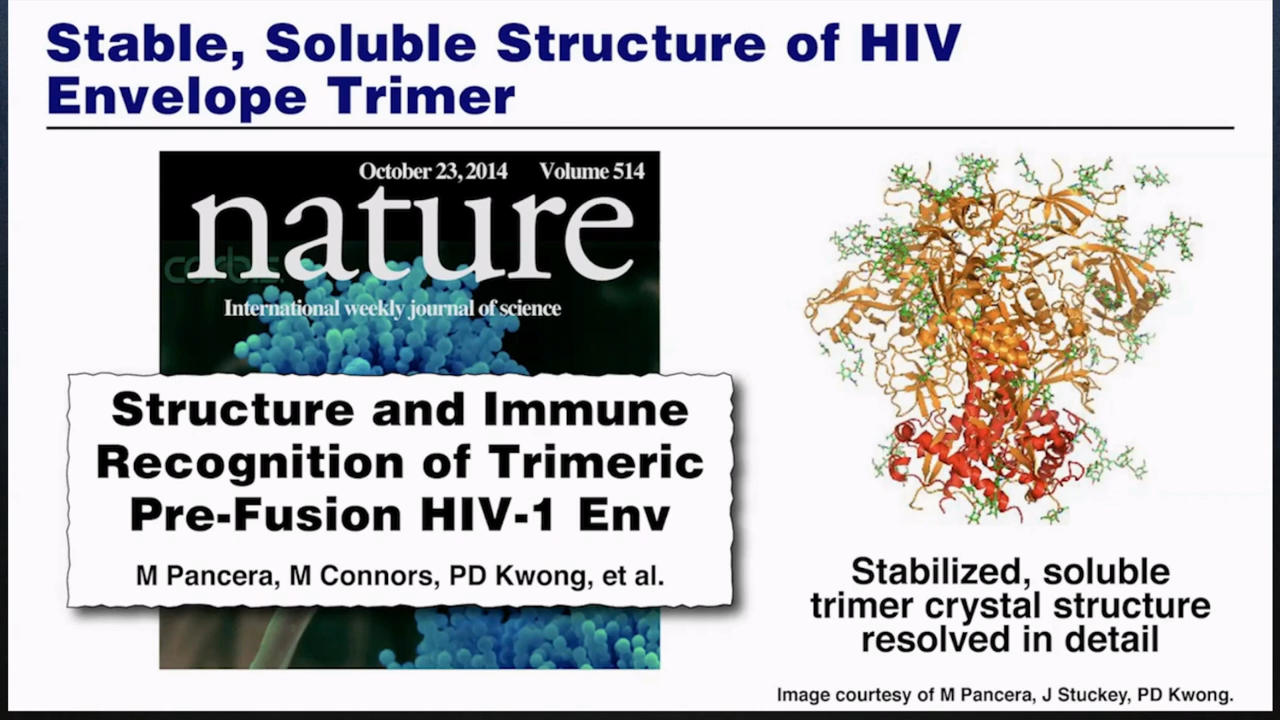 Stable, Soluble Structure of HIV
Envelope Trimer
October 23, 2014 Volume 514
nature
corbis
International weekly journal of science
Structure and Immune
Recognition of Trimeric
Pre-Fusion HIV-1 Env
M Pancera, M Connors, PD Kwong, et al.
Stabilized, soluble
trimer crystal structure
resolved in detail
Image courtesy of M Pancera, J Stuckey, PD Kwong.